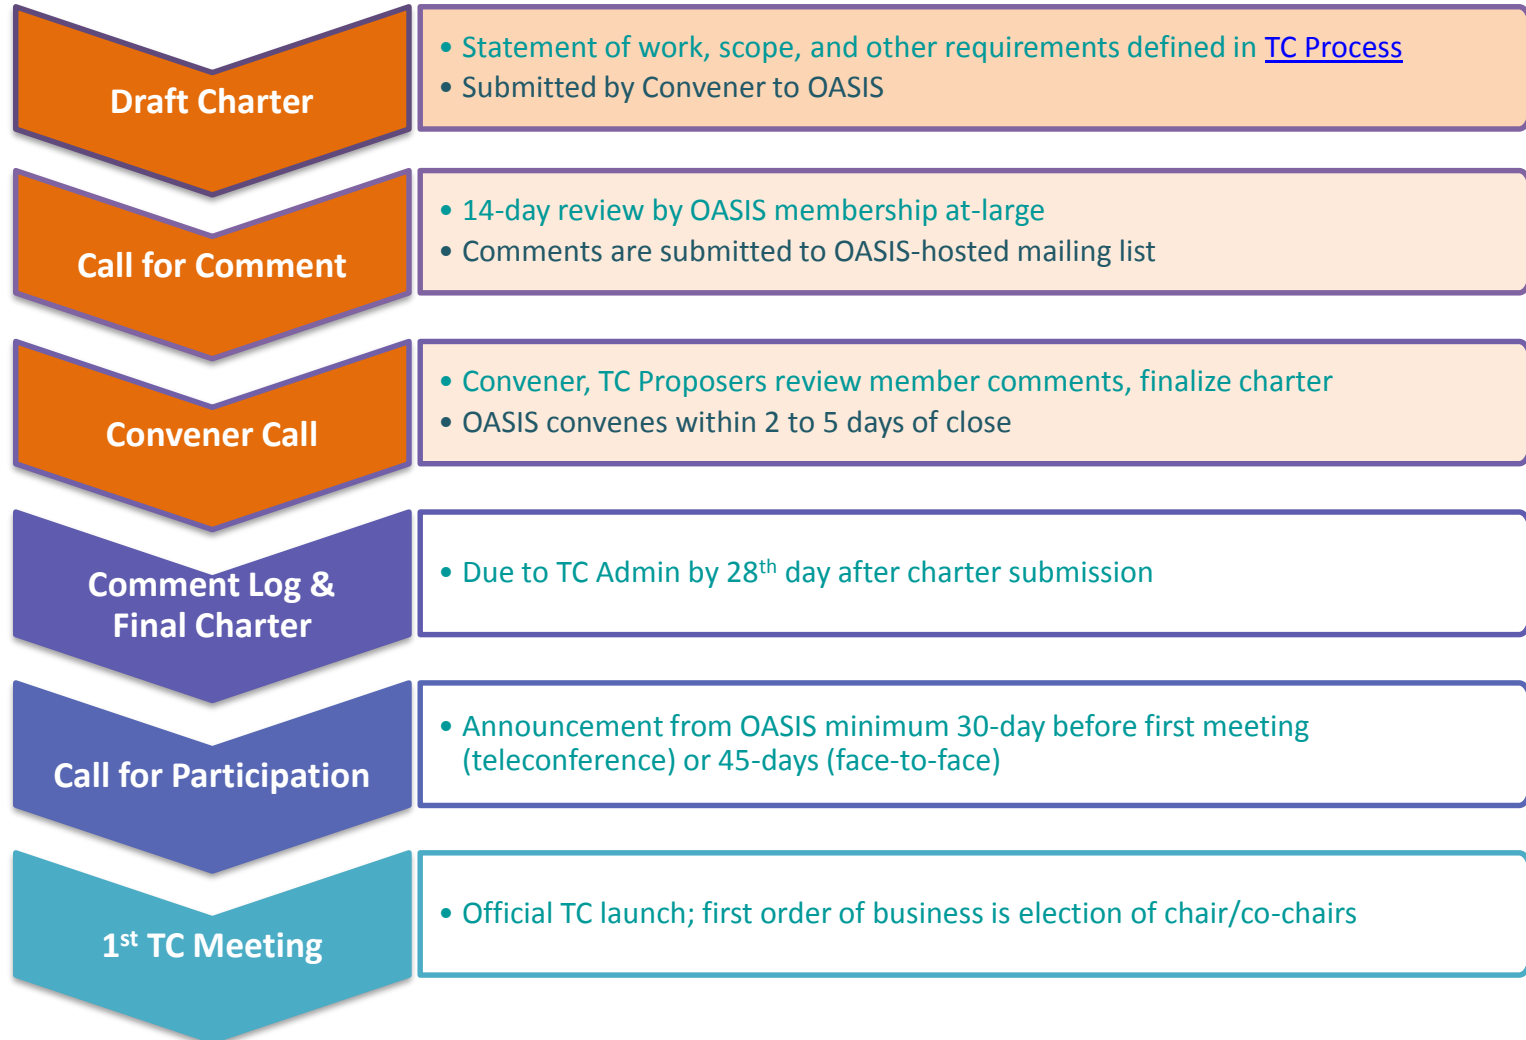 Draft Charter
• Statement of work, scope, and other requirements defined in TC Process
• Submitted by Convener to OASIS
Call for Comment
• 14-day review by OASIS membership at-large
• Comments are submitted to OASIS-hosted mailing list
Convener Call
• Convener, TC Proposers review member comments, finalize charter
• OASIS convenes within 2 to 5 days of close
Comment Log &
Final Charter
• Due to TC Admin by 28th day after charter submission
Call for Participation
• Announcement from OASIS minimum 30-day before first meeting
(teleconference) or 45-days (face-to-face)
1st TC Meeting
• Official TC launch; first order of business is election of chair/co-chairs